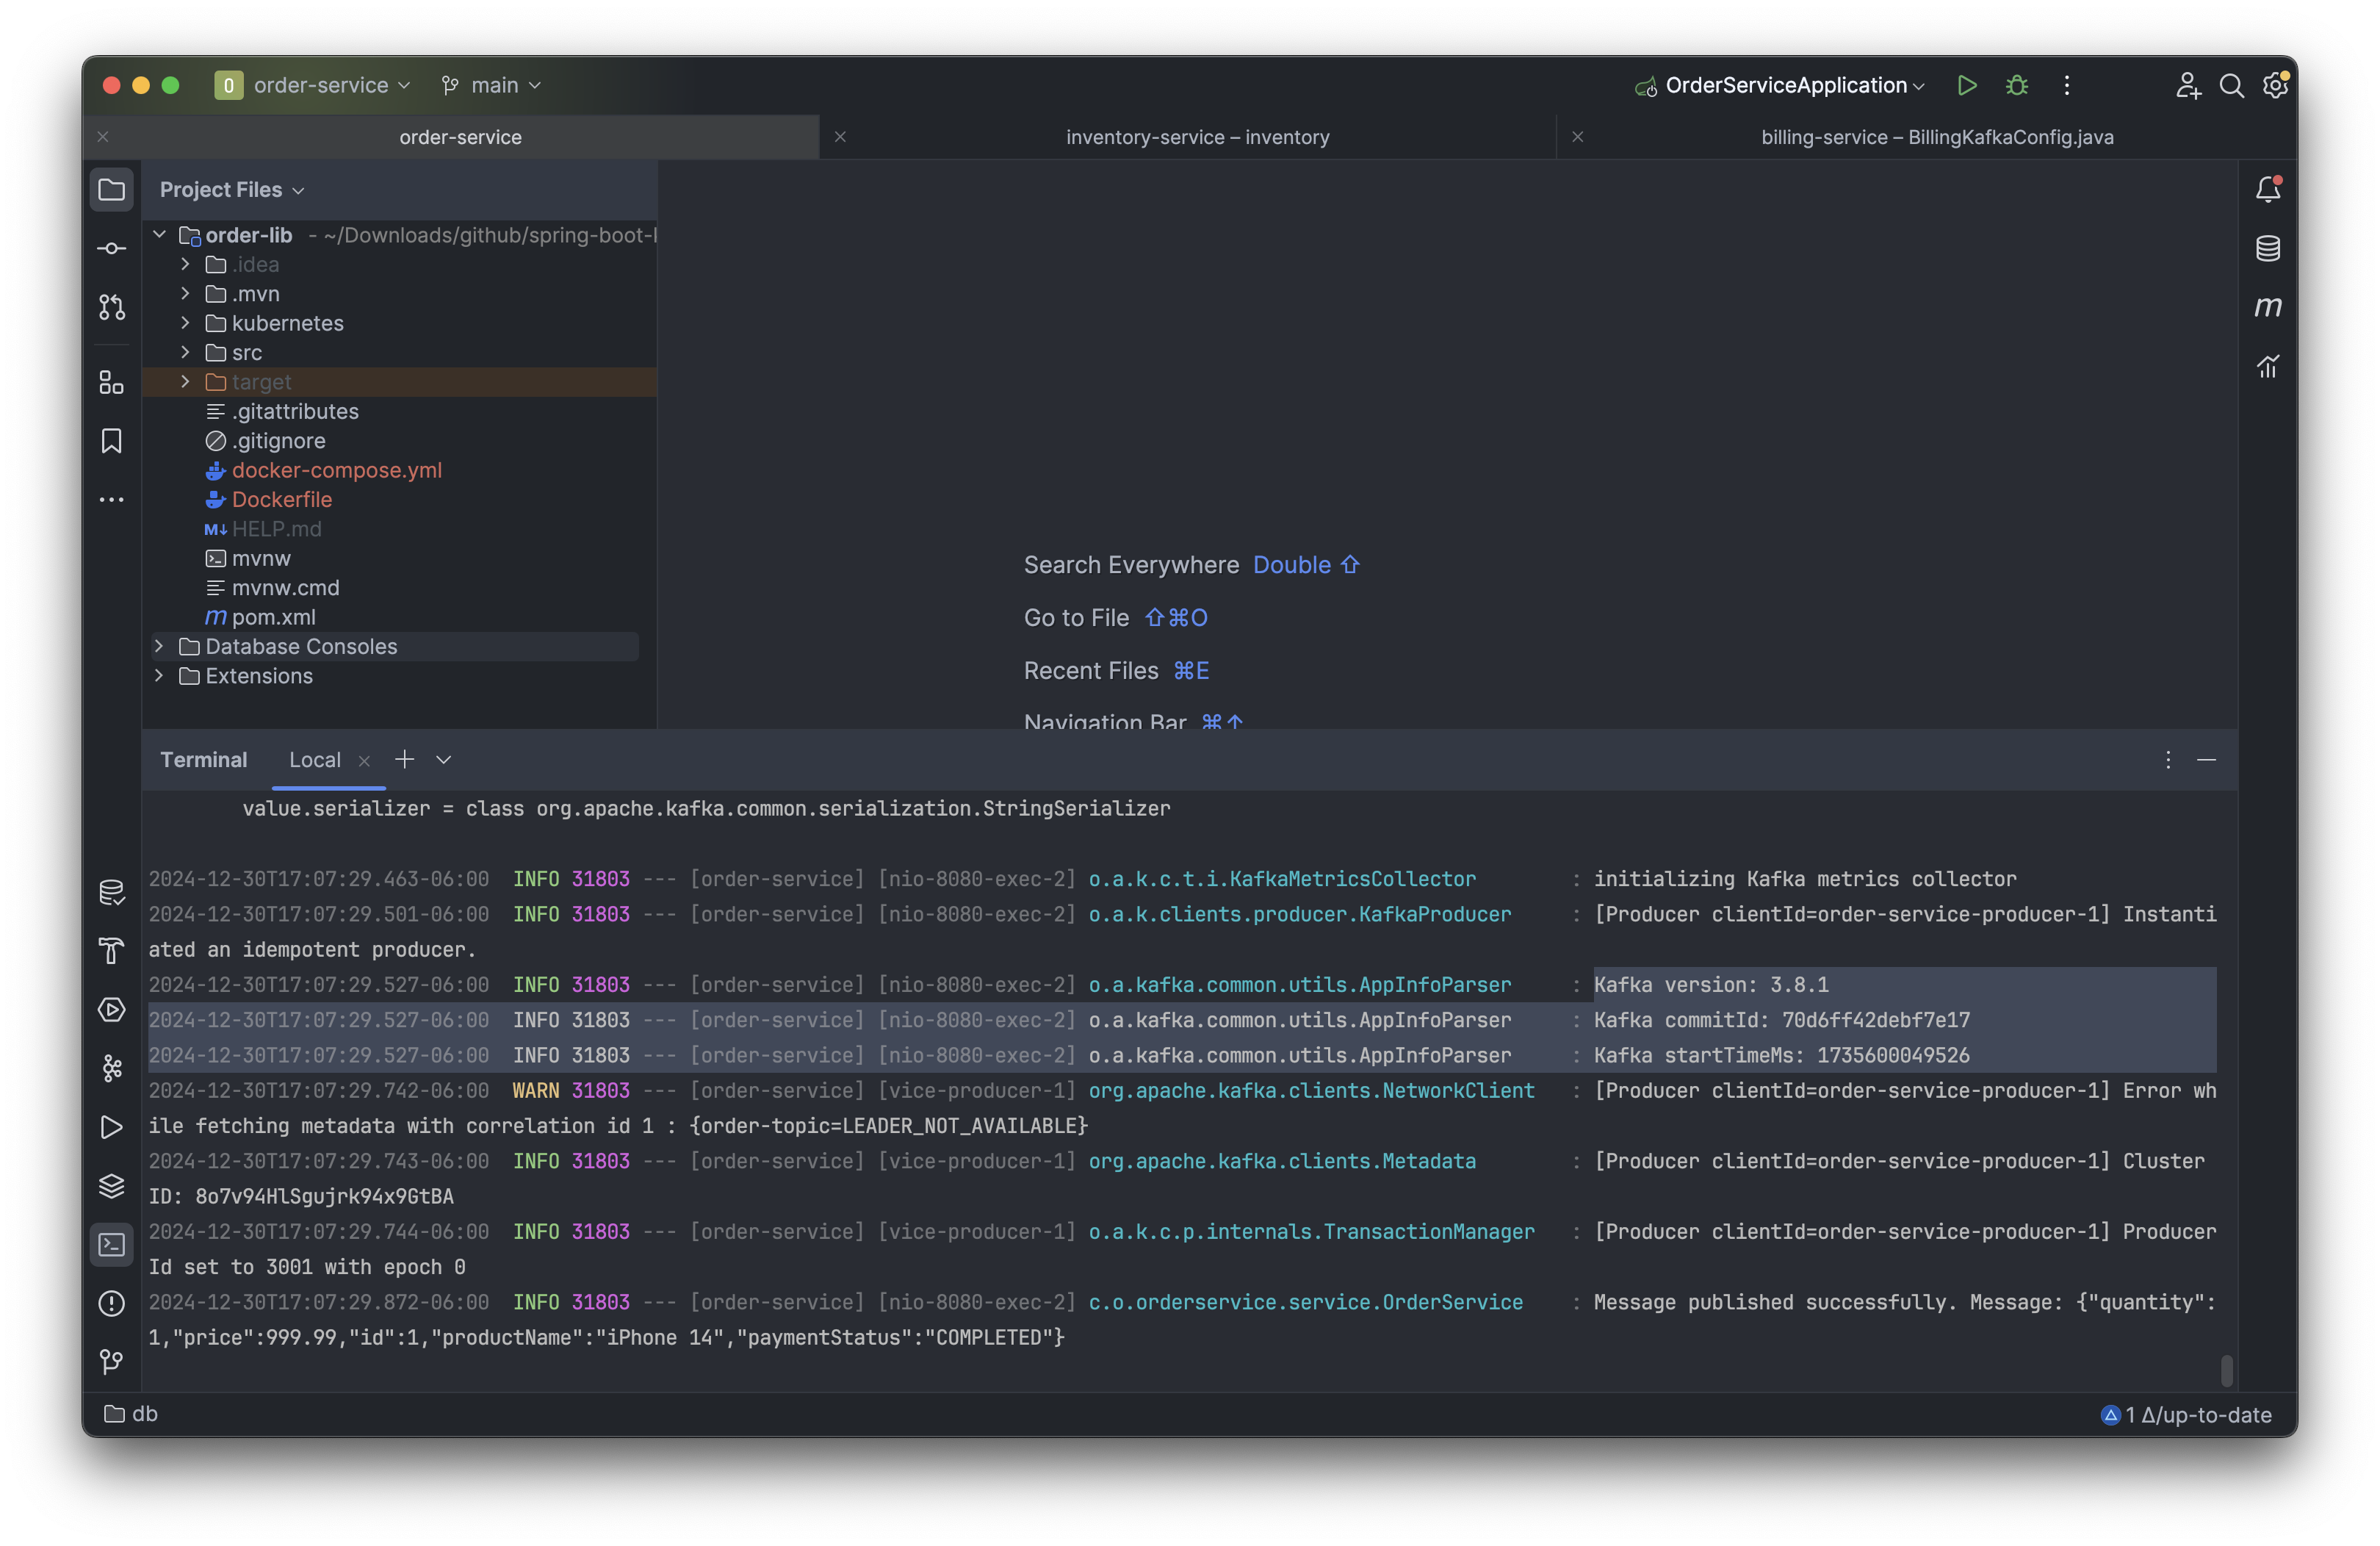 0 order-service main OrderServiceApplication
order-service inventory-service – inventory billing-service – BillingKafkaConfig.java
Project Files
order-lib - ~/Downloads/github/spring-boot-
.idea
.mvn
kubernetes
src
target
.gitattributes
.gitignore
docker-compose.yml
Dockerfile
M↓ HELP.md
mvnw
mvnw.cmd
m pom.xml
Database Consoles
Extensions
Search Everywhere Double ⇧
Go to File ⇧⌘O
Recent Files ⌘E
Navigation Bar ⌘↑
Terminal Local
value.serializer = class org.apache.kafka.common.serialization.StringSerializer
2024-12-30T17:07:29.463-06:00 INFO 31803 --- [order-service] [nio-8080-exec-2] o.a.k.c.t.i.KafkaMetricsCollector : initializing Kafka metrics collector
2024-12-30T17:07:29.501-06:00 INFO 31803 --- [order-service] [nio-8080-exec-2] o.a.k.clients.producer.KafkaProducer : [Producer clientId=order-service-producer-1] Instanti
ated an idempotent producer.
2024-12-30T17:07:29.527-06:00 INFO 31803 --- [order-service] [nio-8080-exec-2] o.a.kafka.common.utils.AppInfoParser : Kafka version: 3.8.1
2024-12-30T17:07:29.527-06:00 INFO 31803 --- [order-service] [nio-8080-exec-2] o.a.kafka.common.utils.AppInfoParser : Kafka commitId: 70d6ff42debf7e17
2024-12-30T17:07:29.527-06:00 INFO 31803 --- [order-service] [nio-8080-exec-2] o.a.kafka.common.utils.AppInfoParser : Kafka startTimeMs: 1735600049526
2024-12-30T17:07:29.742-06:00 WARN 31803 --- [order-service] [vice-producer-1] org.apache.kafka.clients.NetworkClient : [Producer clientId=order-service-producer-1] Error wh
ile fetching metadata with correlation id 1 : {order-topic=LEADER_NOT_AVAILABLE}
2024-12-30T17:07:29.743-06:00 INFO 31803 --- [order-service] [vice-producer-1] org.apache.kafka.clients.Metadata : [Producer clientId=order-service-producer-1] Cluster
ID: 8o7v94HlSgujrk94x9GtBA
2024-12-30T17:07:29.744-06:00 INFO 31803 --- [order-service] [vice-producer-1] o.a.k.c.p.internals.TransactionManager : [Producer clientId=order-service-producer-1] Producer
Id set to 3001 with epoch 0
2024-12-30T17:07:29.872-06:00 INFO 31803 --- [order-service] [nio-8080-exec-2] c.o.orderservice.service.OrderService : Message published successfully. Message: {"quantity":
1,"price":999.99,"id":1,"productName":"iPhone 14","paymentStatus":"COMPLETED"}
db 1 Δ/up-to-date